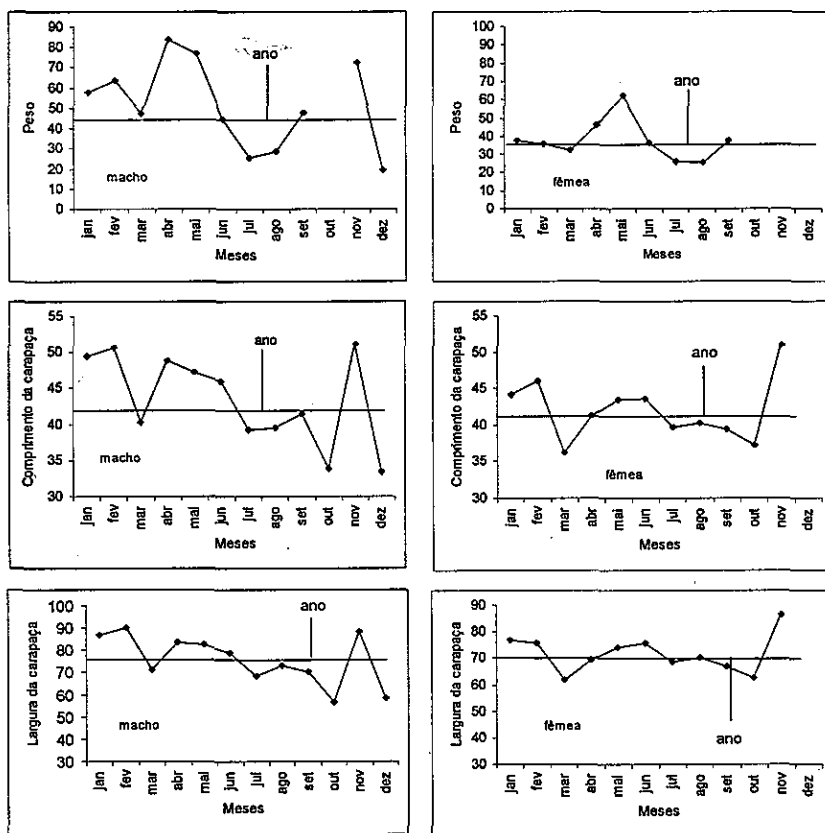 Peso
90
80
70
60
50
40
30
20
10
0
ano
macho
jan fev mar abr mai jun jul ago set out nov dez
Meses
Peso
100
90
80
70
60
50
40
30
20
10
0
ano
fêmea
jan fev mar abr mai jun jul ago set out nov dez
Meses
Comprimento da carapaça
55
50
45
40
35
30
ano
macho
jan fev mar abr mai jun jul ago set out nov dez
Meses
Comprimento da carapaça
55
50
45
40
35
30
ano
fêmea
jan fev mar abr mai jun jul ago set out nov dez
Meses
Largura da carapaça
100
90
80
70
60
50
40
30
ano
macho
jan fev mar abr mai jun jul ago set out nov dez
Meses
Largura da carapaça
90
80
70
60
50
40
30
ano
fêmea
jan fev mar abr mai jun jul ago set out nov dez
Meses